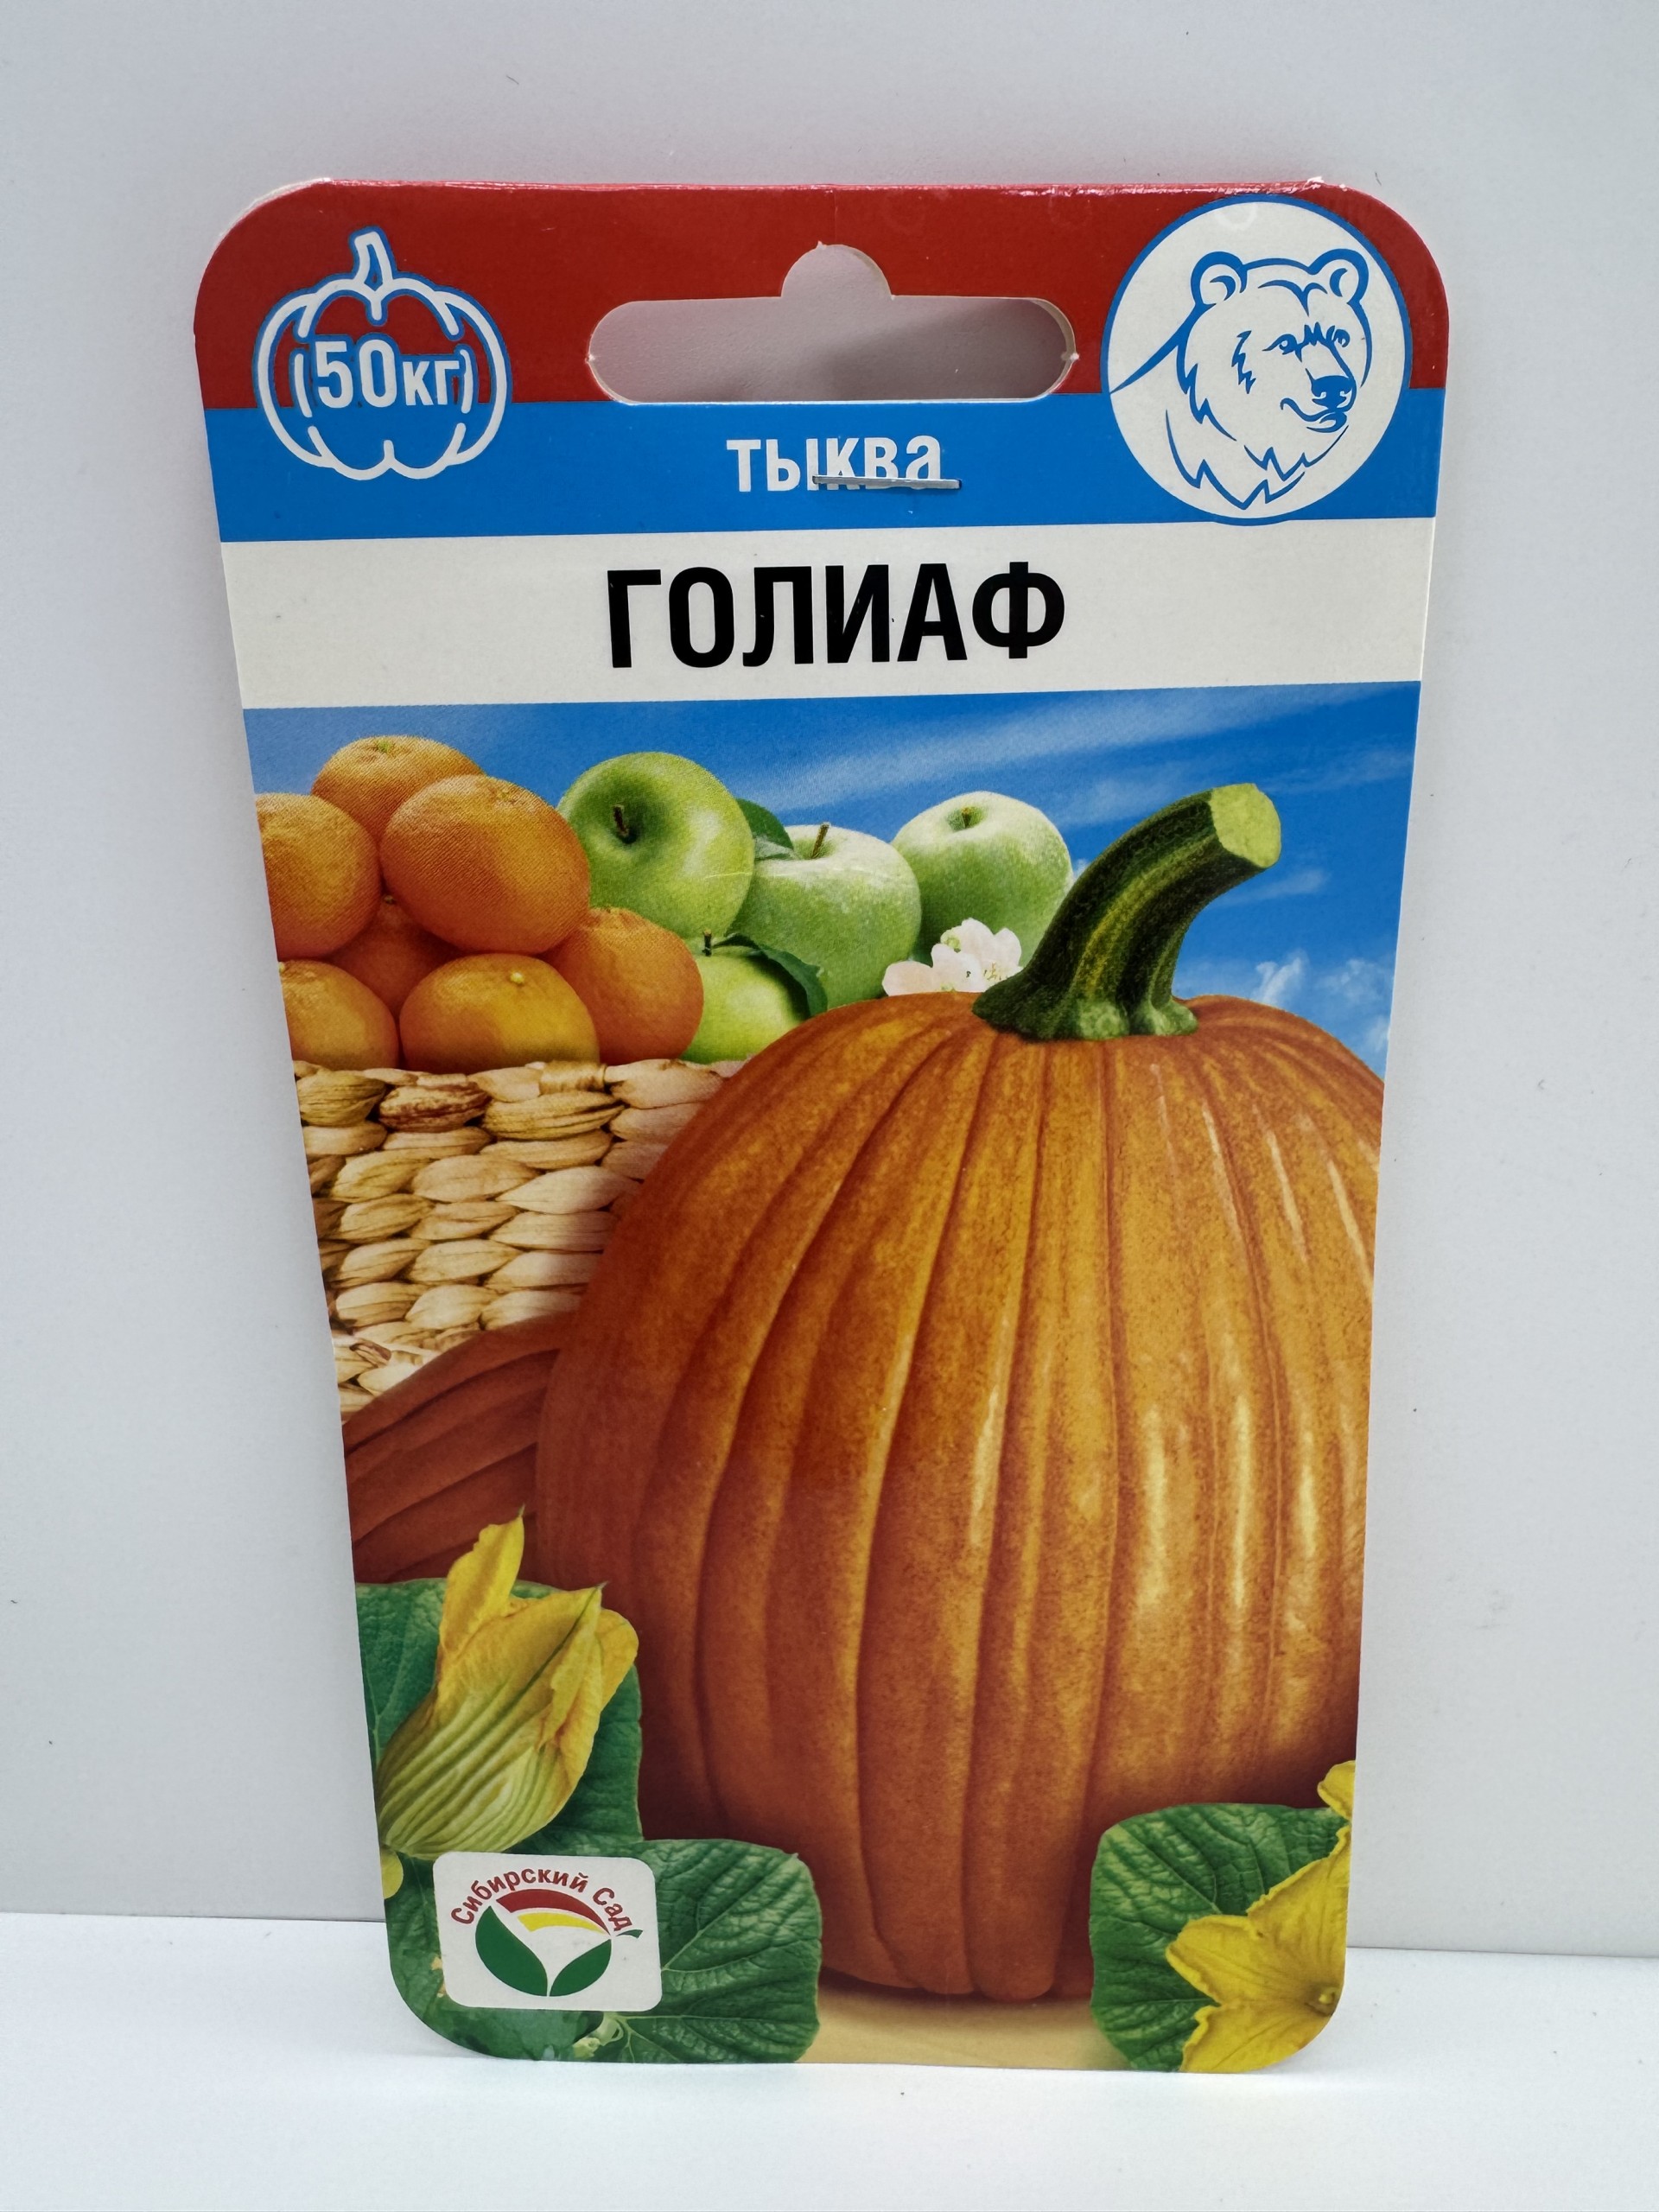 50кг
тыква
ГОЛИАФ
Сибирский Сад